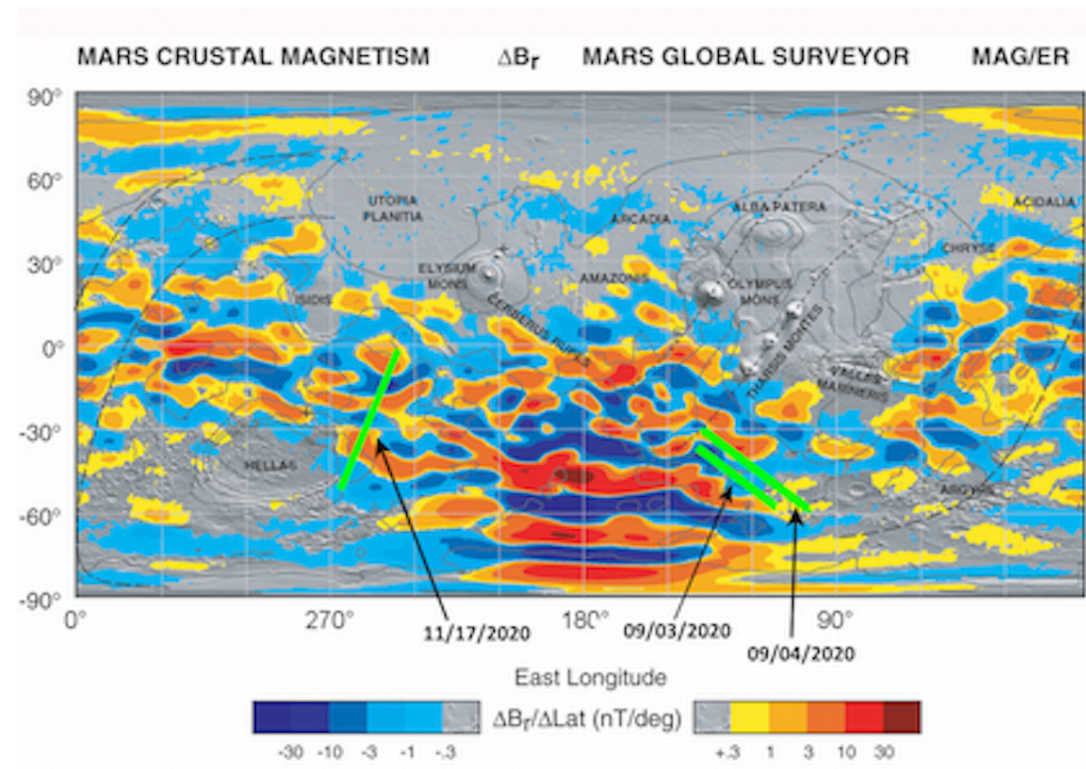 MARS CRUSTAL MAGNETISM ΔBr MARS GLOBAL SURVEYOR MAG/ER
90°
60°
UTOPIA
PLANITIA
ARCADIA
ALBA PATERA
ACIDALIA
30°
ELYSIUM
MONS
AMAZONIS
OLYMPUS
MONS
CHRYSE
ISIDIS
CERBERUS RUPES
0°
THARSIS MONTES
VALLES
MARINERIS
-30°
HELLAS
ARGYRE
-60°
-90°
0° 270° 180° 90°
11/17/2020 09/03/2020
09/04/2020
East Longitude
ΔBr/ΔLat (nT/deg)
-30 -10 -3 -1 -.3 +.3 1 3 10 30